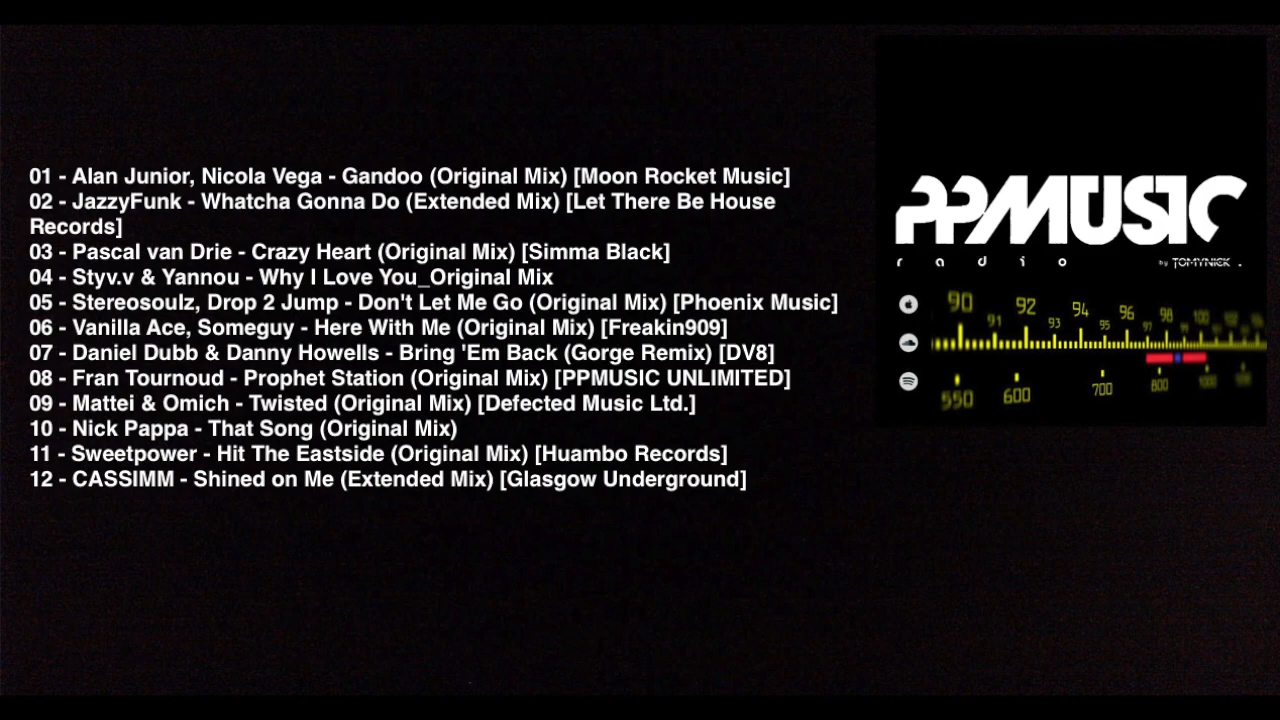 01 - Alan Junior, Nicola Vega - Gandoo (Original Mix) [Moon Rocket Music]
02 - JazzyFunk - Whatcha Gonna Do (Extended Mix) [Let There Be House
Records]
03 - Pascal van Drie - Crazy Heart (Original Mix) [Simma Black]
04 - Styv.v & Yannou - Why I Love You_Original Mix
05 - Stereosoulz, Drop 2 Jump - Don't Let Me Go (Original Mix) [Phoenix Music]
06 - Vanilla Ace, Someguy - Here With Me (Original Mix) [Freakin909]
07 - Daniel Dubb & Danny Howells - Bring 'Em Back (Gorge Remix) [DV8]
08 - Fran Tournoud - Prophet Station (Original Mix) [PPMUSIC UNLIMITED]
09 - Mattei & Omich - Twisted (Original Mix) [Defected Music Ltd.]
10 - Nick Pappa - That Song (Original Mix)
11 - Sweetpower - Hit The Eastside (Original Mix) [Huambo Records]
12 - CASSIMM - Shined on Me (Extended Mix) [Glasgow Underground]
PPMUSIC
radio by TOMYNICK .
90 91 92 93 94 95 96 97 98 99 100
550 600 700 800 1000